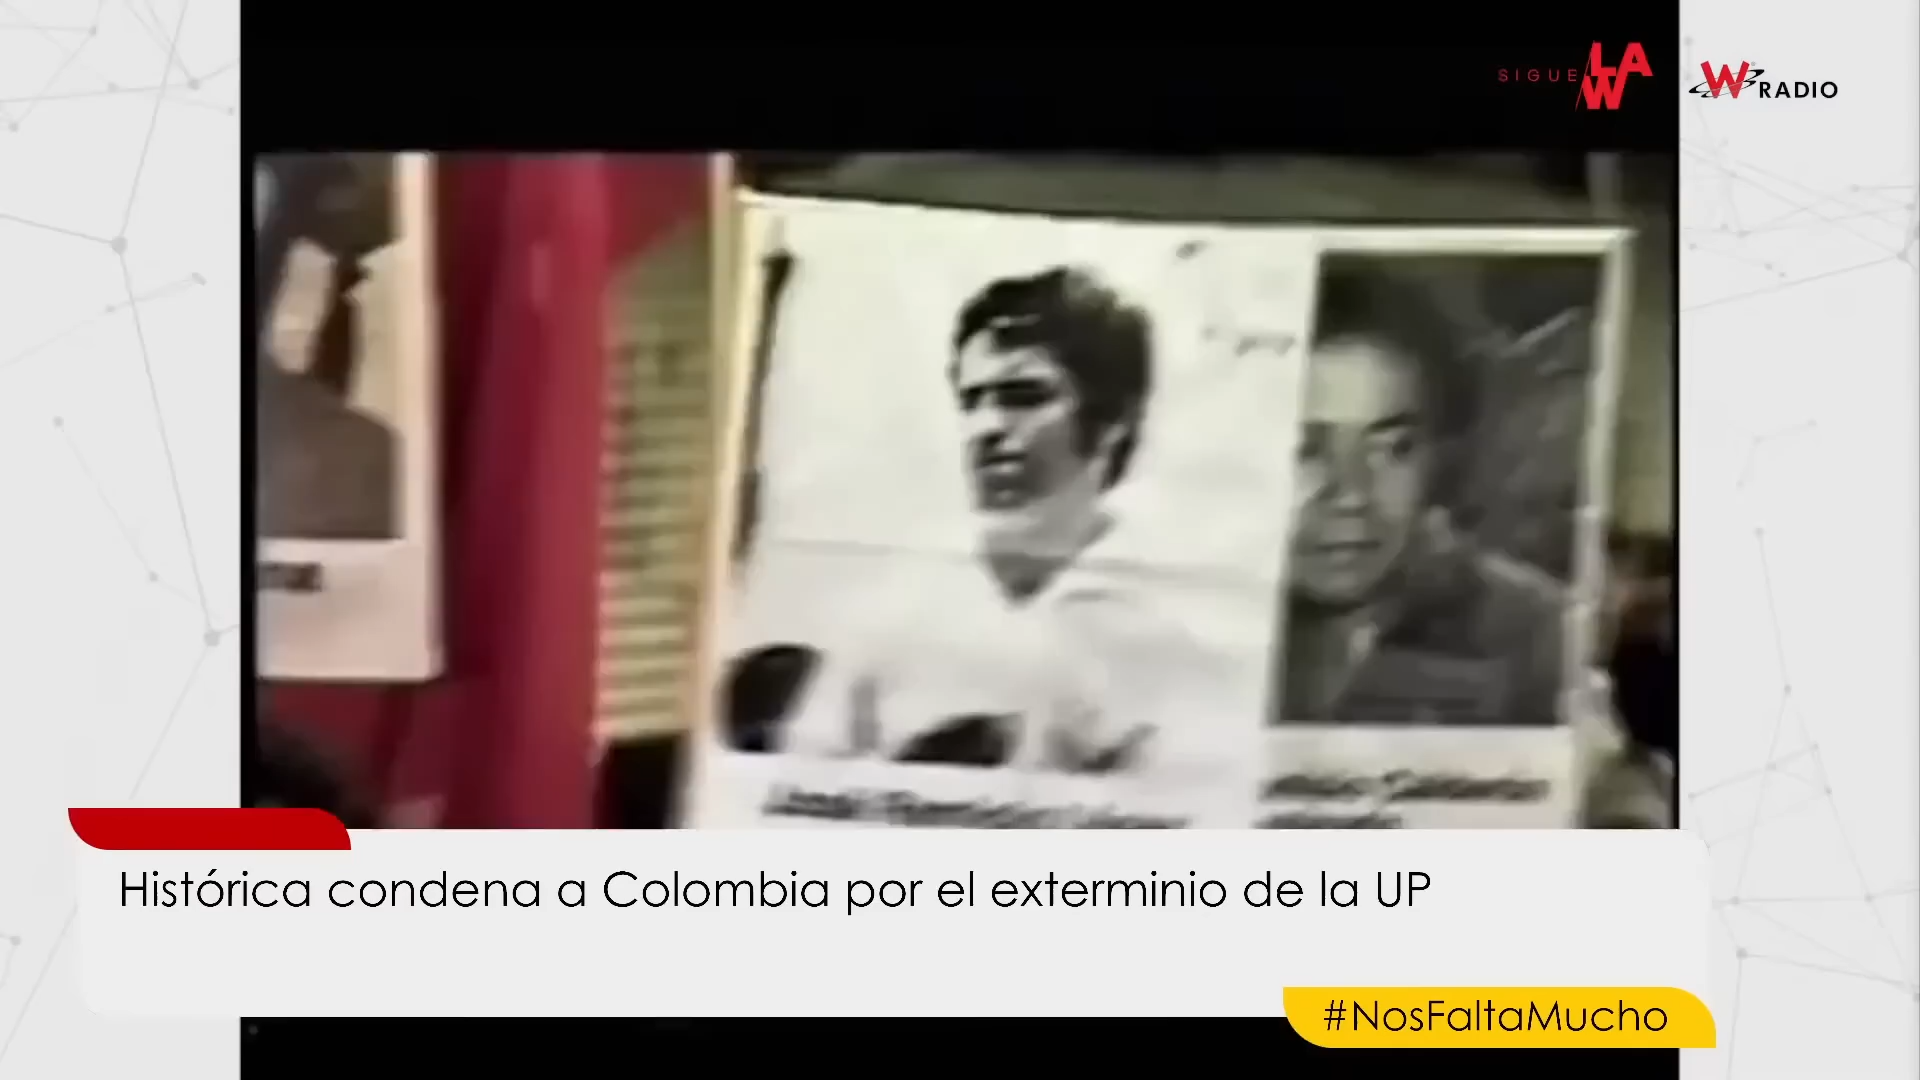 SIGUE LA W
W RADIO
Histórica condena a Colombia por el exterminio de la UP
#NosFaltaMucho